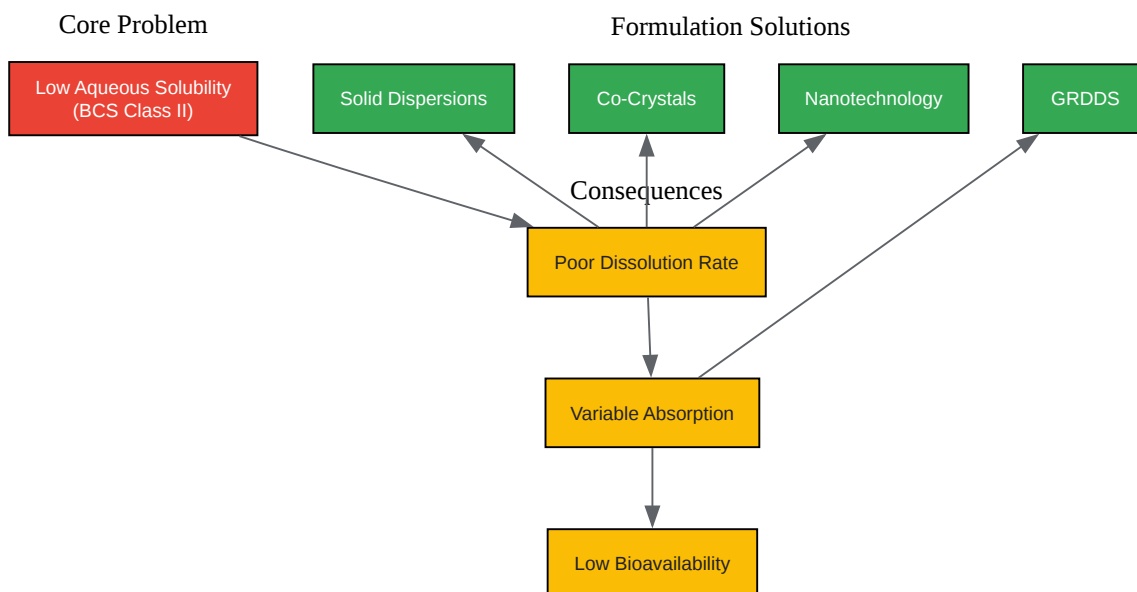 Core Problem
Formulation Solutions
Low Aqueous Solubility
(BCS Class II)
Solid Dispersions
Co-Crystals
Nanotechnology
GRDDS
Consequences
Poor Dissolution Rate
Variable Absorption
Low Bioavailability